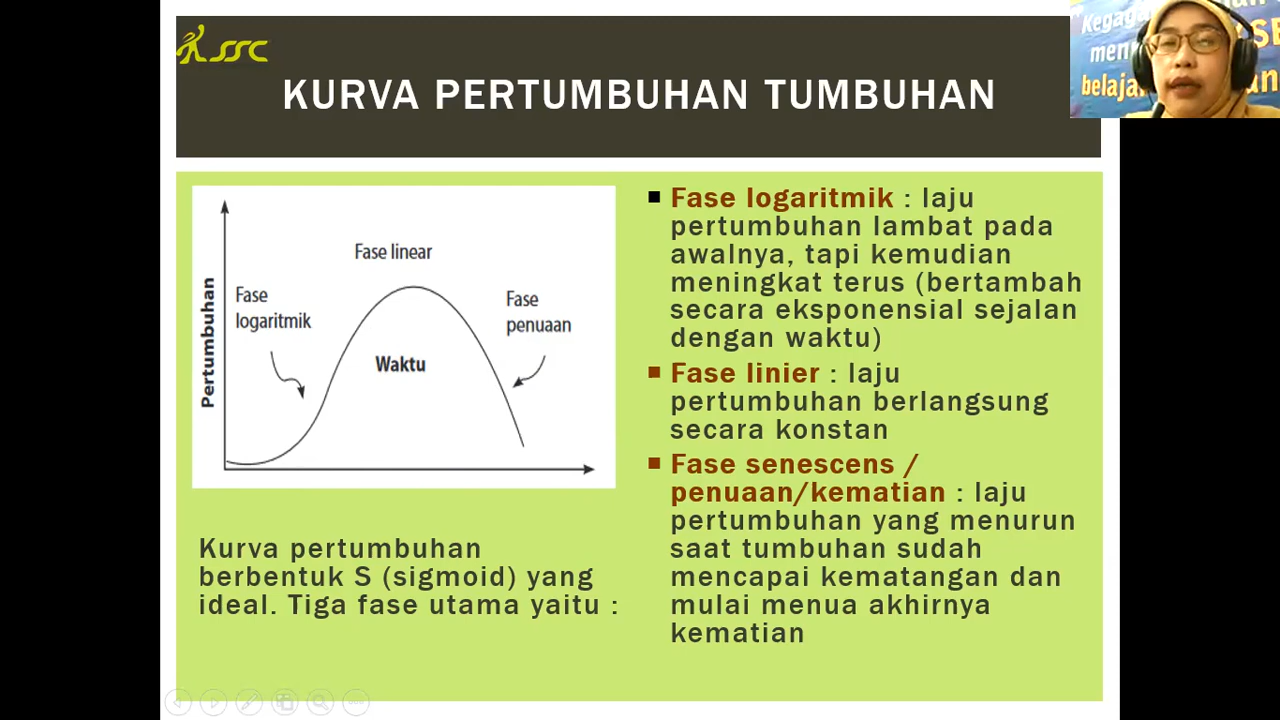 SSC
KURVA PERTUMBUHAN TUMBUHAN
Pertumbuhan
Fase
logaritmik
Fase linear
Fase
penuaan
Waktu
Kurva pertumbuhan
berbentuk S (sigmoid) yang
ideal. Tiga fase utama yaitu :
Fase logaritmik : laju
pertumbuhan lambat pada
awalnya, tapi kemudian
meningkat terus (bertambah
secara eksponensial sejalan
dengan waktu)
Fase linier : laju
pertumbuhan berlangsung
secara konstan
Fase senescens /
penuaan/kematian : laju
pertumbuhan yang menurun
saat tumbuhan sudah
mencapai kematangan dan
mulai menua akhirnya
kematian